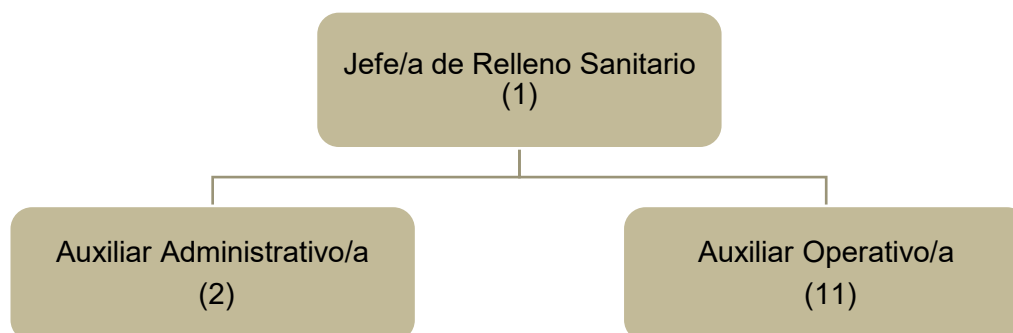 Jefe/a de Relleno Sanitario
(1)
Auxiliar Administrativo/a
(2)
Auxiliar Operativo/a
(11)